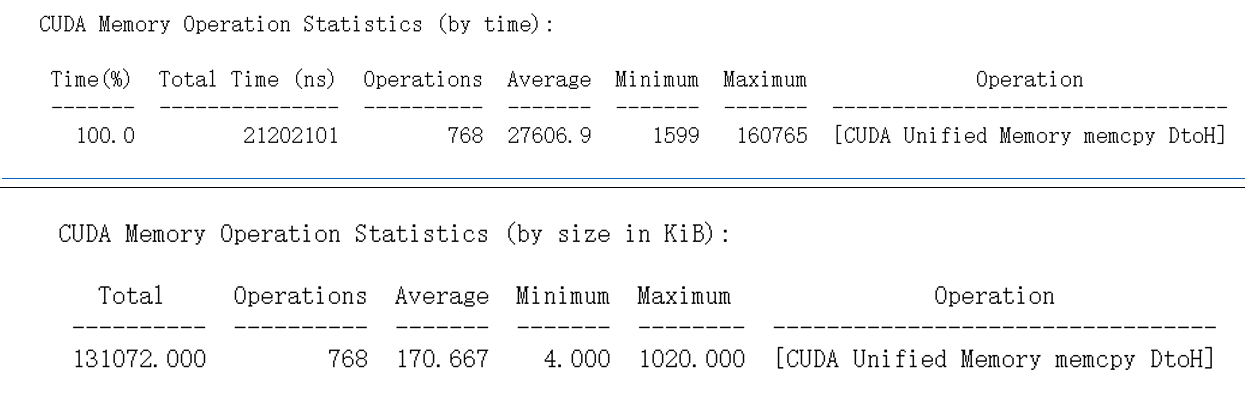 CUDA Memory Operation Statistics (by time):
Time(%) Total Time (ns) Operations Average Minimum Maximum Operation
------- --------------- ---------- ------- ------- ------- ---------------------------------
100.0 21202101 768 27606.9 1599 160765 [CUDA Unified Memory memcpy DtoH]
CUDA Memory Operation Statistics (by size in KiB):
Total Operations Average Minimum Maximum Operation
---------- ---------- ------- ------- -------- ---------------------------------
131072.000 768 170.667 4.000 1020.000 [CUDA Unified Memory memcpy DtoH]